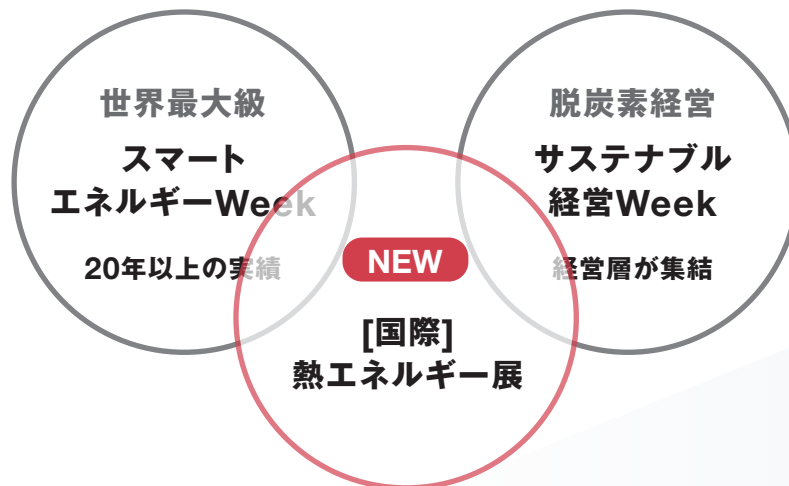 世界最大級
スマート
エネルギーWeek
20年以上の実績
脱炭素経営
サステナブル
経営Week
経営層が集結
NEW
[国際]
熱エネルギー展